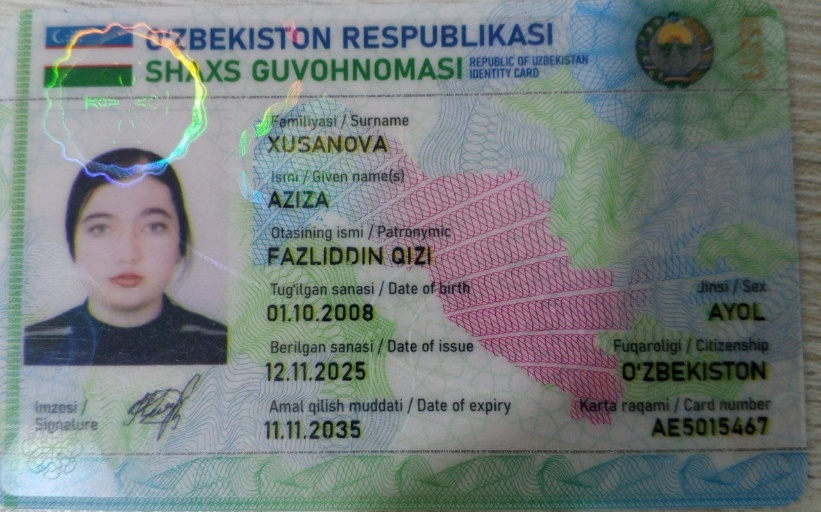 O'ZBEKISTON RESPUBLIKASI
SHAXS GUVOHNOMASI REPUBLIC OF UZBEKISTAN IDENTITY CARD
Familiyasi / Surname
XUSANOVA
Ismi / Given name(s)
AZIZA
Otasining ismi / Patronymic
FAZLIDDIN QIZI
Tug'ilgan sanasi / Date of birth
01.10.2008
Jinsi / Sex
AYOL
Berilgan sanasi / Date of issue
12.11.2025
Fuqaroligi / Citizenship
O'ZBEKISTON
Amal qilish muddati / Date of expiry
11.11.2035
Karta raqami / Card number
AE5015467
Imzosi /
Signature